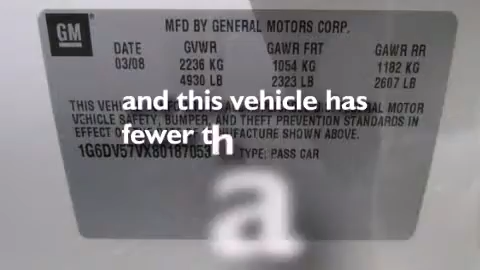 GM
MFD BY GENERAL MOTORS CORP.
DATE GVWR GAWR FRT GAWR RR
03/08 2236 KG 1054 KG 1182 KG
4930 LB 2323 LB 2607 LB
and this vehicle has
fewer th
a
THIS VEH AL MOTOR
VEHICLE SAFETY, BUMPER, AND THEFT PREVENTION STANDARDS IN
EFFECT O UFACTURE SHOWN ABOVE.
1G6DV57VX80187053 TYPE: PASS CAR